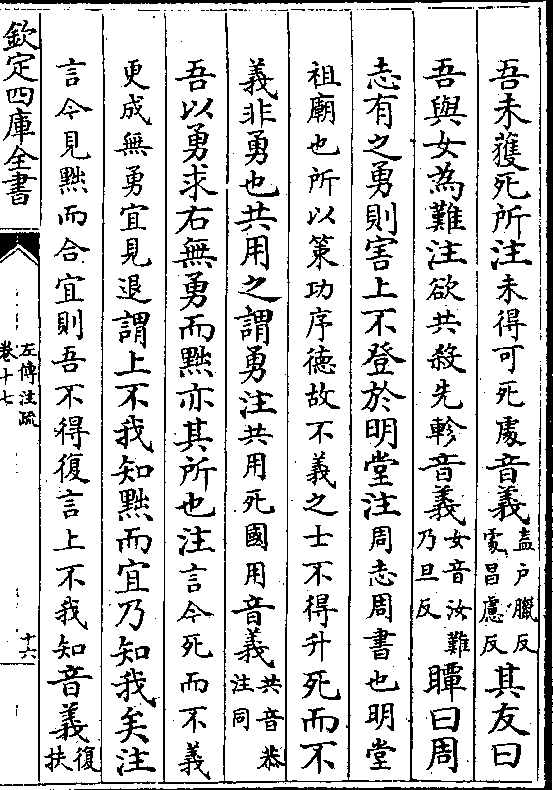 吾未獲死所注未得可死處音義盍户臘反處昌慮反其友曰
吾與女為難注欲共殺先軫音義女音汝難乃旦反瞫曰周
志有之勇則害上不登於明堂注周志周書也明堂
祖廟也所以策功序德故不義之士不得升死而不
義非勇也共用之謂勇注共用死國用音義共音恭注同
吾以勇求右無勇而黜亦其所也注言今死而不義
更成無勇宜見退謂上不我知黜而宜乃知我矣注
言今見黜而合宜則吾不得復言上不我知音義復扶
欽定四庫全書
左傳注疏
卷十七
十六